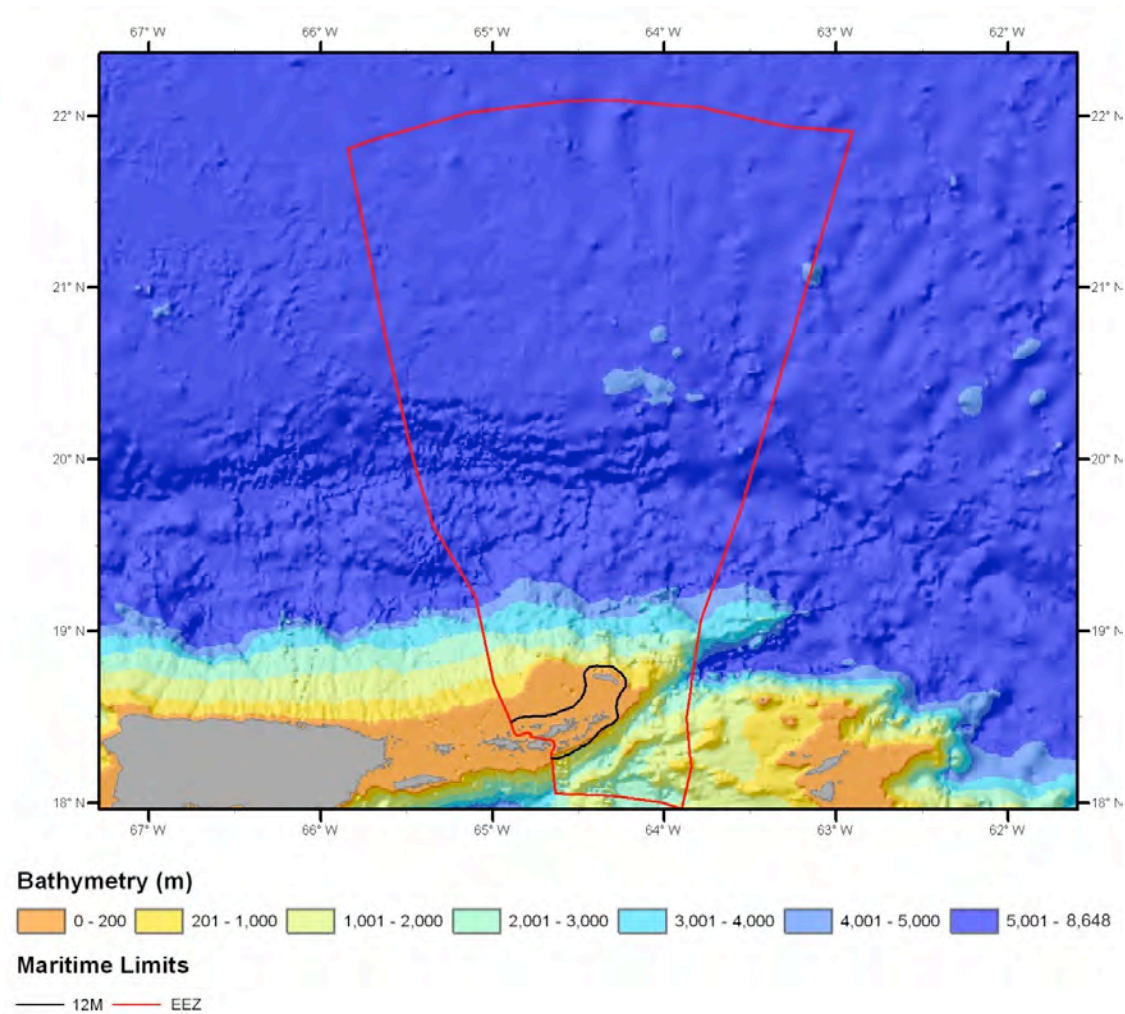 67° W 66° W 65° W 64° W 63° W 62° W
22° N 22° N
21° N 21° N
20° N 20° N
19° N 19° N
18° N 18° N
67° W 66° W 65° W 64° W 63° W 62° W
Bathymetry (m)
0 - 200 201 - 1,000 1,001 - 2,000 2,001 - 3,000 3,001 - 4,000 4,001 - 5,000 5,001 - 8,648
Maritime Limits
12M EEZ